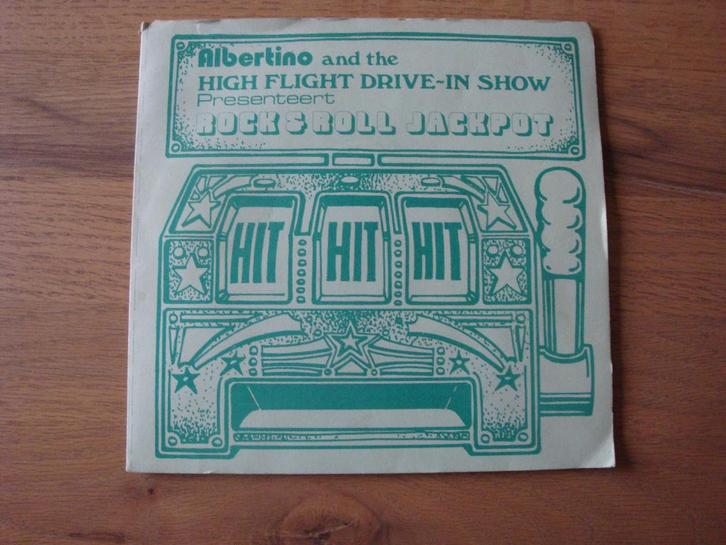 Albertino and the
HIGH FLIGHT DRIVE-IN SHOW
Presenteert
ROCK & ROLL JACKPOT
HIT HIT HIT